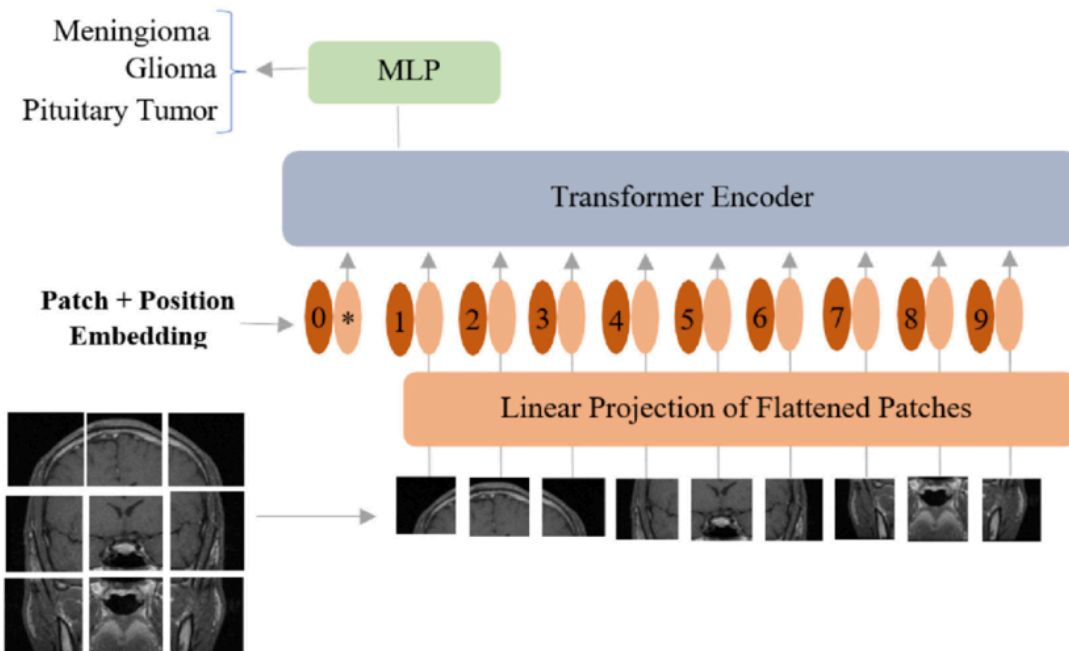 Meningioma
Glioma
Pituitary Tumor
MLP
Transformer Encoder
Patch + Position
Embedding
0 * 1 2 3 4 5 6 7 8 9
Linear Projection of Flattened Patches